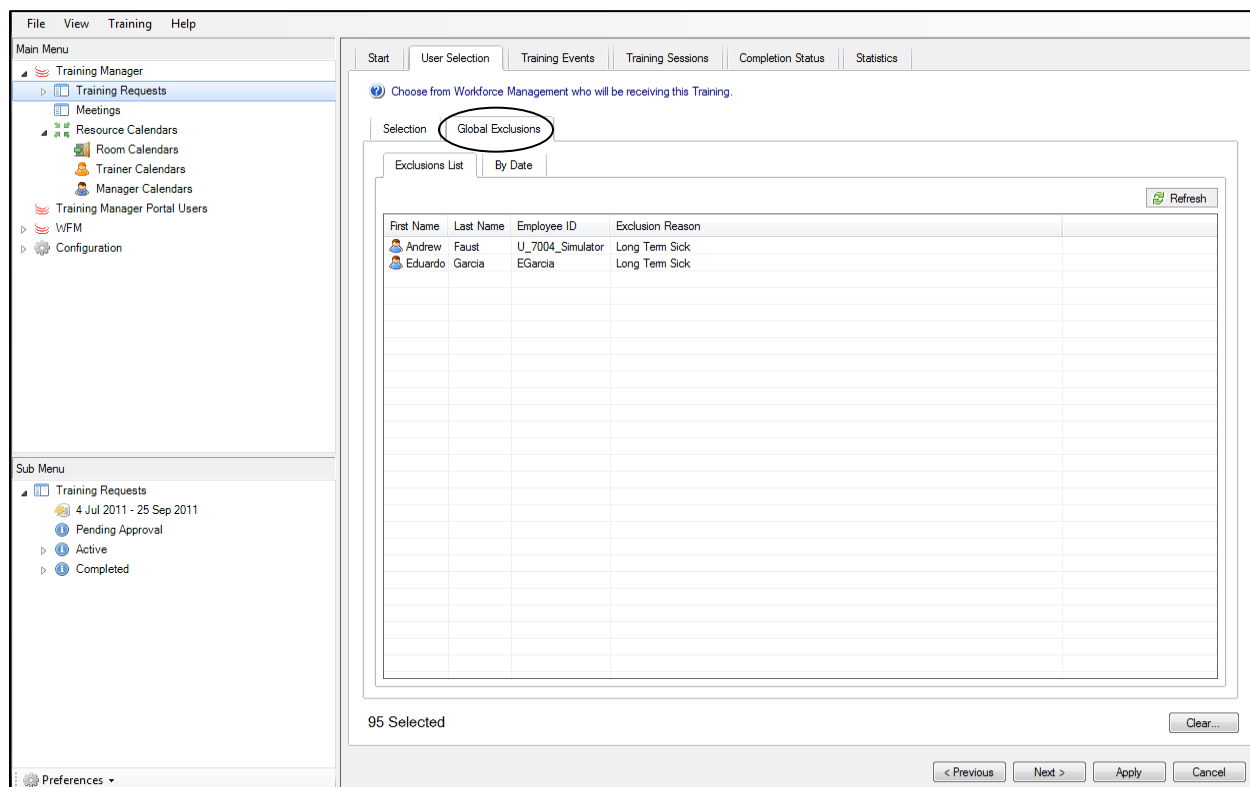 File View Training Help
Main Menu
Training Manager
Training Requests
Meetings
Resource Calendars
Room Calendars
Trainer Calendars
Manager Calendars
Training Manager Portal Users
WFM
Configuration
Sub Menu
Training Requests
4 Jul 2011 - 25 Sep 2011
Pending Approval
Active
Completed
Preferences
Start User Selection Training Events Training Sessions Completion Status Statistics
Choose from Workforce Management who will be receiving this Training.
Selection Global Exclusions
Exclusions List By Date
Refresh
First Name Last Name Employee ID Exclusion Reason
Andrew Faust U_7004_Simulator Long Term Sick
Eduardo Garcia EGarcia Long Term Sick
95 Selected
Clear...
< Previous Next > Apply Cancel